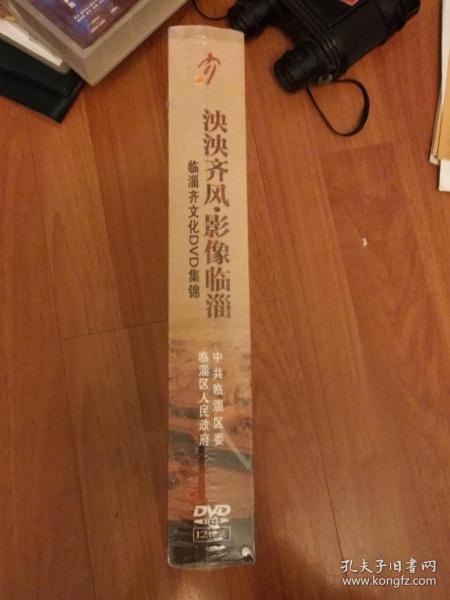 泱泱齐风·影像临淄
临淄齐文化DVD集锦
中共临淄区委
临淄区人民政府
DVD
VIDEO
孔夫子旧书网
www.kongfz.com